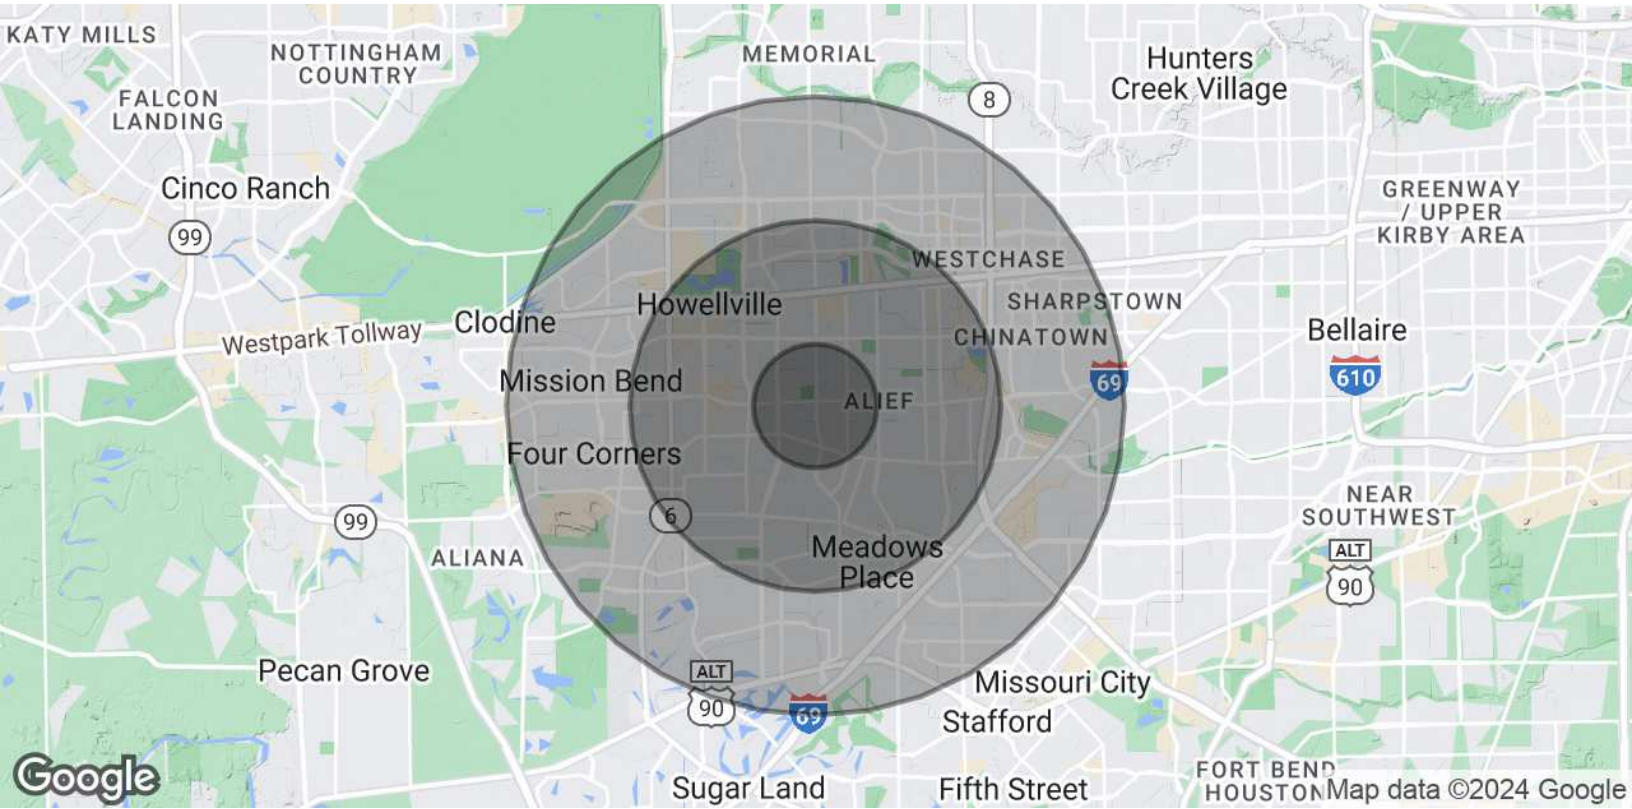 KATY MILLS
NOTTINGHAM
COUNTRY
MEMORIAL
Hunters
Creek Village
8
FALCON
LANDING
Cinco Ranch
99
GREENWAY
/ UPPER
KIRBY AREA
WESTCHASE
Howellville
SHARPSTOWN
Clodine
Westpark Tollway
CHINATOWN
Bellaire
Mission Bend
69
610
ALIEF
Four Corners
6
99
NEAR
SOUTHWEST
ALIANA
Meadows
Place
ALT
90
Pecan Grove
ALT
90
69
Missouri City
Stafford
Google
Sugar Land
Fifth Street
FORT BEND
HOUSTON
Map data ©2024 Google